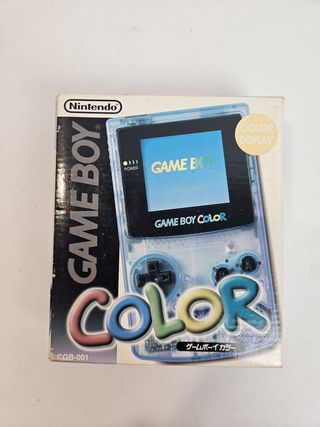 Nintendo
GAME BOY
COLOR
DISPLAY
POWER
GAME BOY
GAME BOY COLOR
COLOR
ゲームボーイ カラー
CGB-001